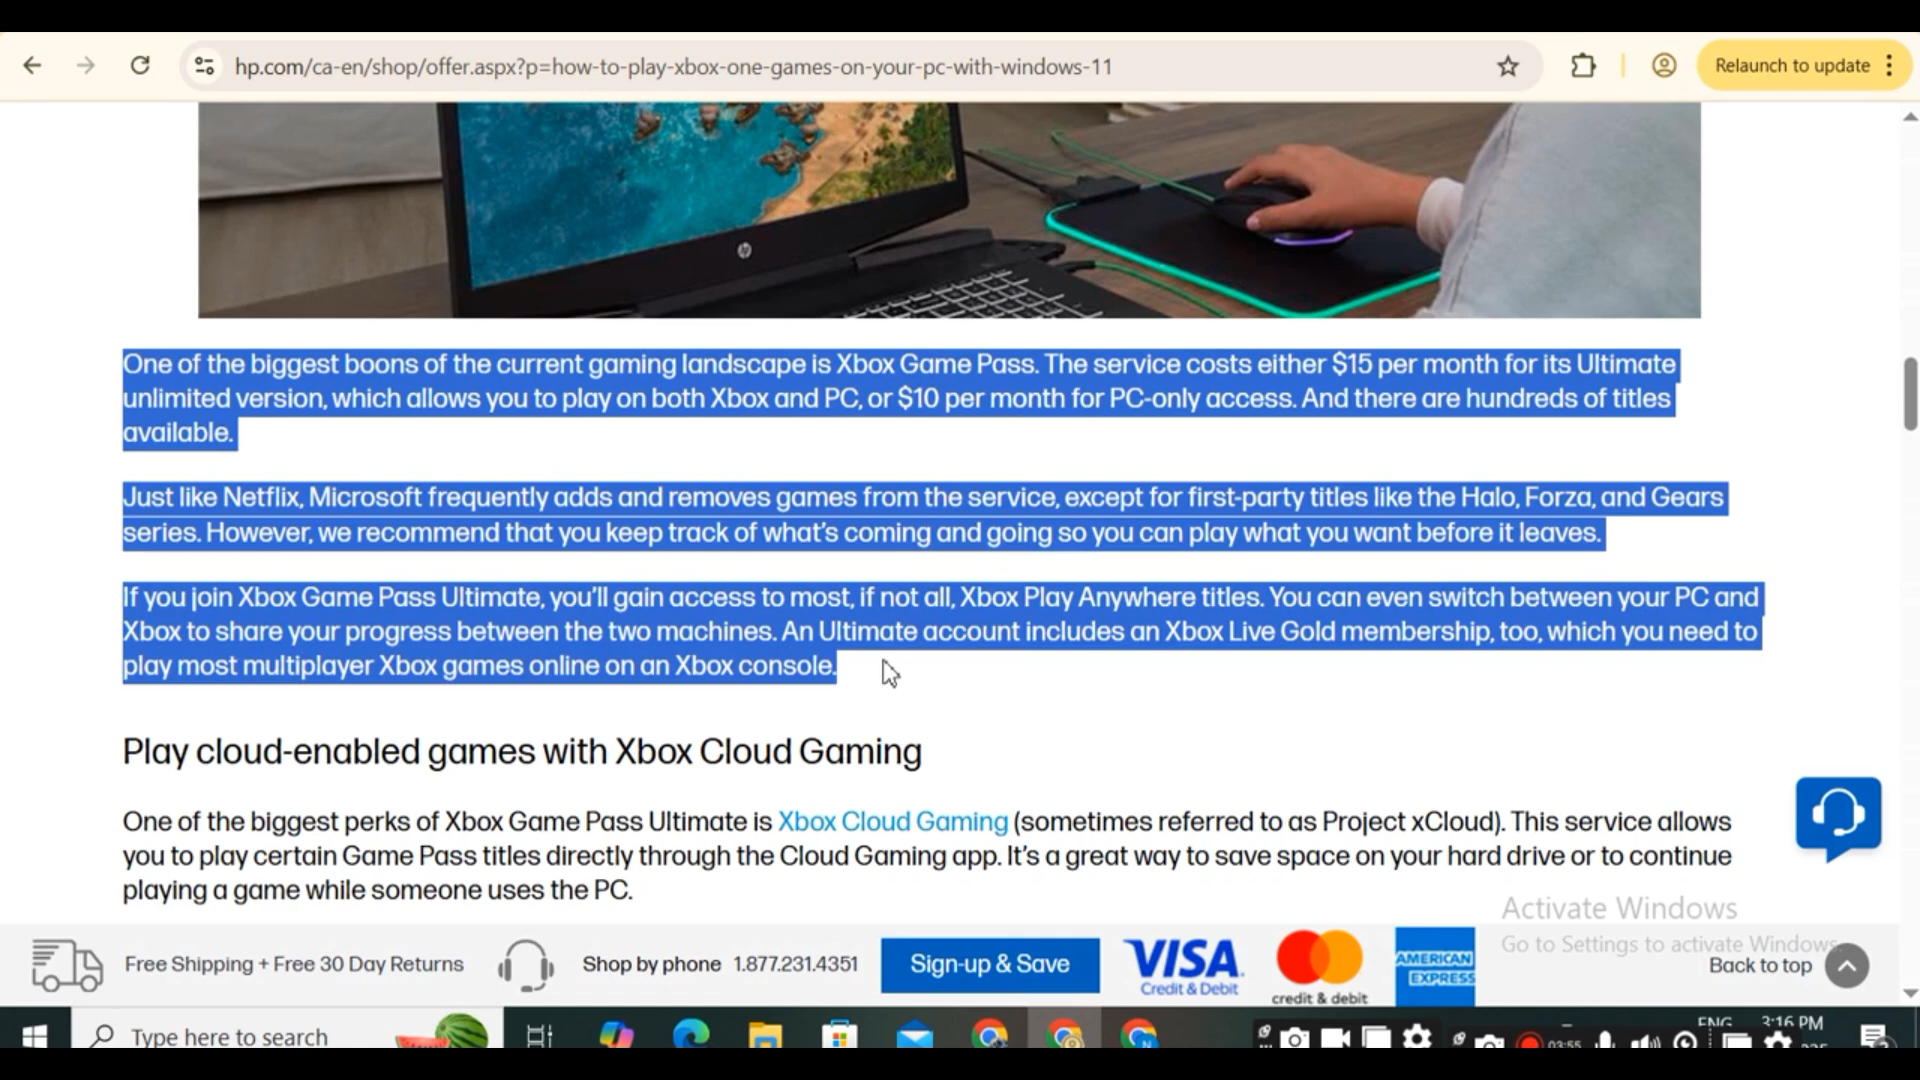 hp.com/ca-en/shop/offer.aspx?p=how-to-play-xbox-one-games-on-your-pc-with-windows-11
Relaunch to update
One of the biggest boons of the current gaming landscape is Xbox Game Pass. The service costs either $15 per month for its Ultimate
unlimited version, which allows you to play on both Xbox and PC, or $10 per month for PC-only access. And there are hundreds of titles
available.
Just like Netflix, Microsoft frequently adds and removes games from the service, except for first-party titles like the Halo, Forza, and Gears
series. However, we recommend that you keep track of what's coming and going so you can play what you want before it leaves.
If you join Xbox Game Pass Ultimate, you'll gain access to most, if not all, Xbox Play Anywhere titles. You can even switch between your PC and
Xbox to share your progress between the two machines. An Ultimate account includes an Xbox Live Gold membership, too, which you need to
play most multiplayer Xbox games online on an Xbox console.
Play cloud-enabled games with Xbox Cloud Gaming
One of the biggest perks of Xbox Game Pass Ultimate is Xbox Cloud Gaming (sometimes referred to as Project xCloud). This service allows
you to play certain Game Pass titles directly through the Cloud Gaming app. It's a great way to save space on your hard drive or to continue
playing a game while someone uses the PC.
Activate Windows
Go to Settings to activate Windows.
Free Shipping + Free 30 Day Returns
Shop by phone 1.877.231.4351
Sign-up & Save
VISA
Credit & Debit
credit & debit
AMERICAN
EXPRESS
Back to top
Type here to search
03:55
ENG
3:16 PM